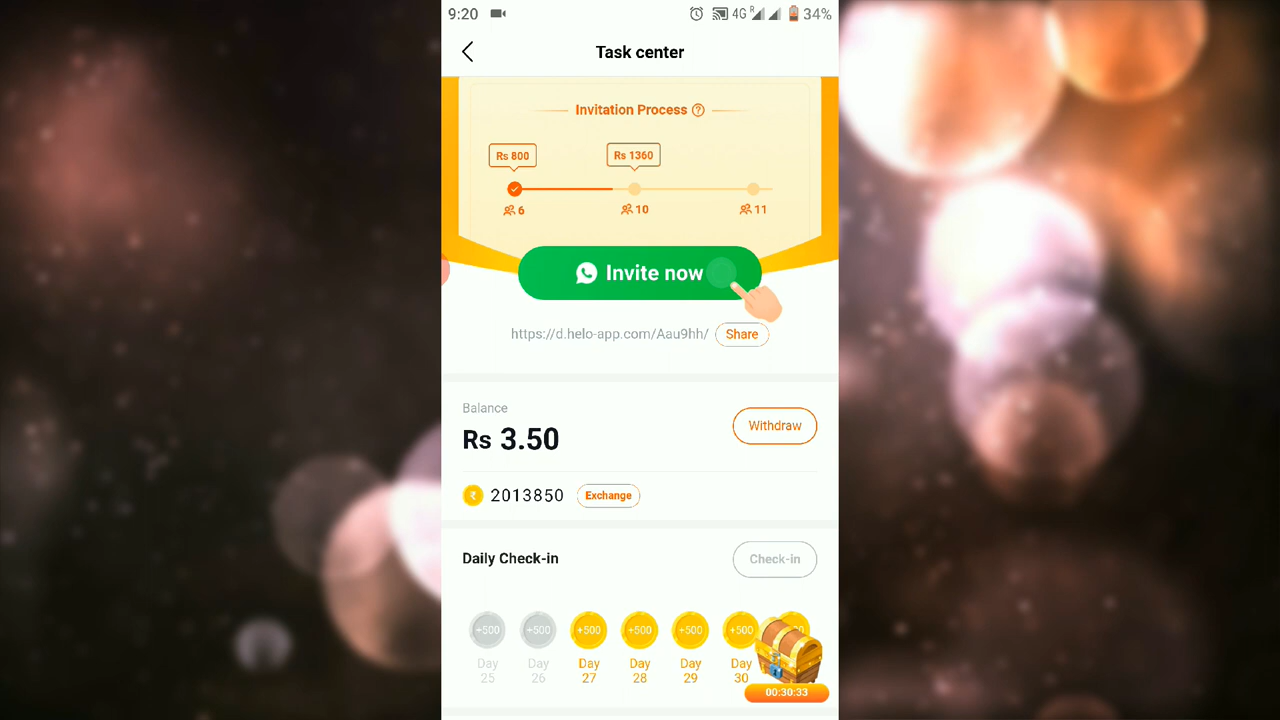 9:20 4G R 34%
Task center
Invitation Process ?
Rs 800 Rs 1360
6 10 11
Invite now
https://d.helo-app.com/Aau9hh/ Share
Balance
Rs 3.50 Withdraw
₹ 2013850 Exchange
Daily Check-in Check-in
+500 +500 +500 +500 +500 +500
Day Day Day Day Day Day
25 26 27 28 29 30
00:30:33